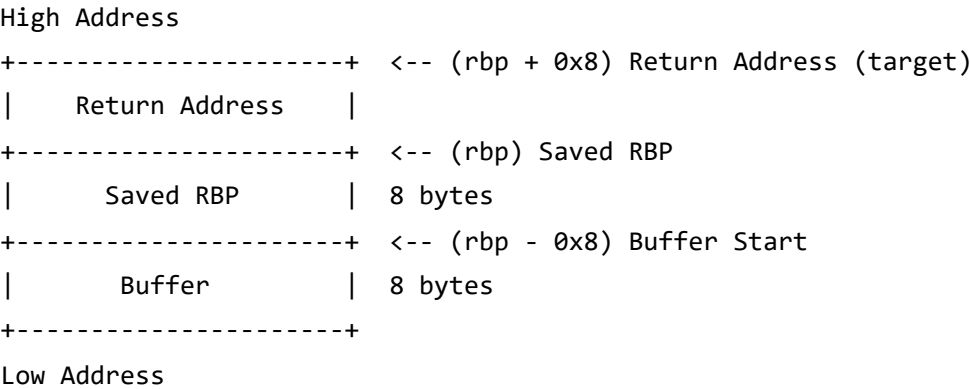 High Address
+----------------------+  <-- (rbp + 0x8) Return Address (target)
|    Return Address    |
+----------------------+  <-- (rbp) Saved RBP
|      Saved RBP       |  8 bytes
+----------------------+  <-- (rbp - 0x8) Buffer Start
|       Buffer         |  8 bytes
+----------------------+
Low Address